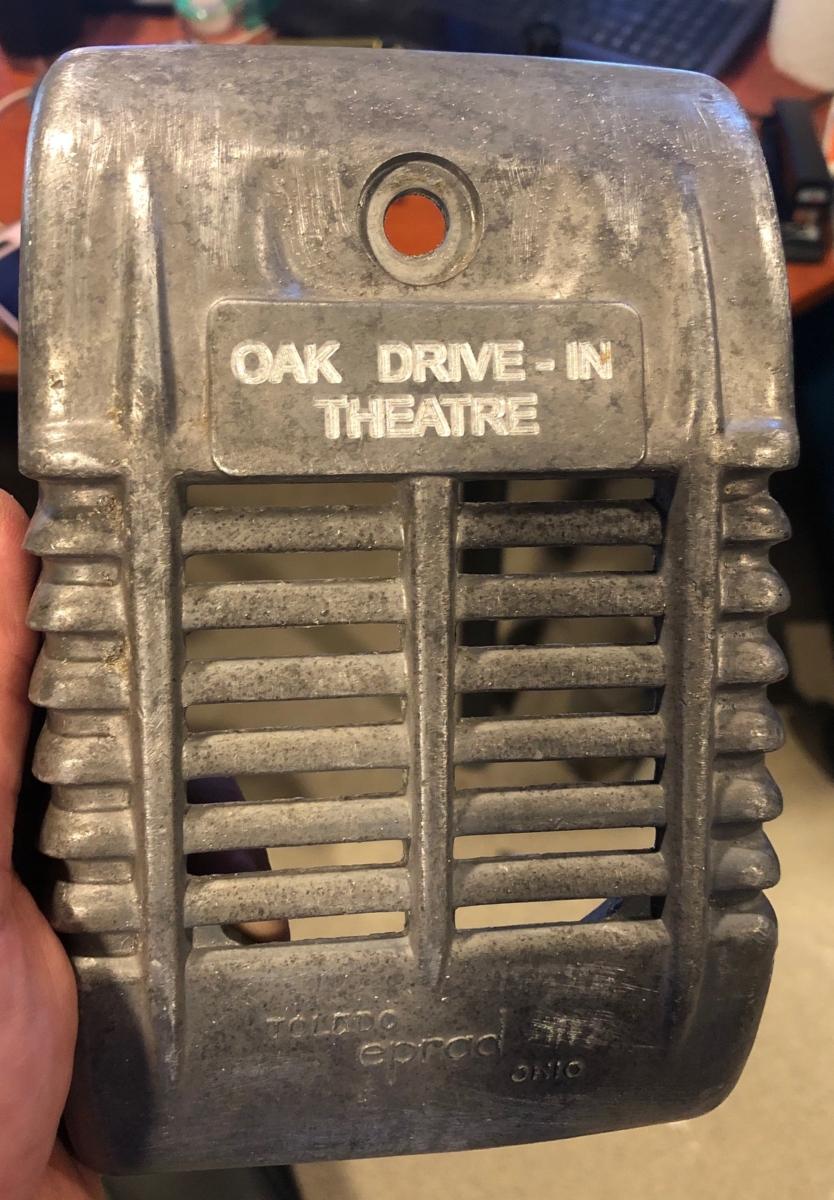 OAK DRIVE-IN
THEATRE
TOLEDO
eprad
OHIO